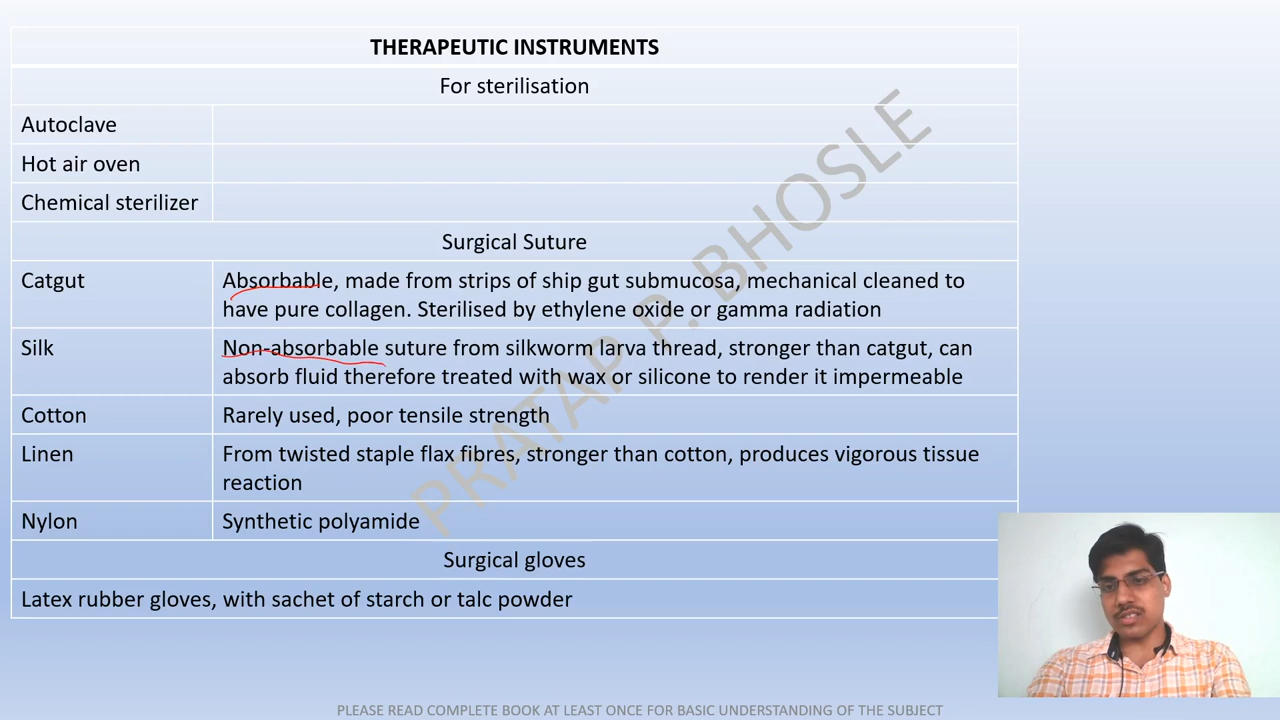 THERAPEUTIC INSTRUMENTS
For sterilisation
Autoclave
Hot air oven
Chemical sterilizer
Surgical Suture
Catgut
Absorbable, made from strips of ship gut submucosa, mechanical cleaned to
have pure collagen. Sterilised by ethylene oxide or gamma radiation
Silk
Non-absorbable suture from silkworm larva thread, stronger than catgut, can
absorb fluid therefore treated with wax or silicone to render it impermeable
Cotton
Rarely used, poor tensile strength
Linen
From twisted staple flax fibres, stronger than cotton, produces vigorous tissue
reaction
Nylon
Synthetic polyamide
Surgical gloves
Latex rubber gloves, with sachet of starch or talc powder
PRATAP P. BHOSLE
PLEASE READ COMPLETE BOOK AT LEAST ONCE FOR BASIC UNDERSTANDING OF THE SUBJECT